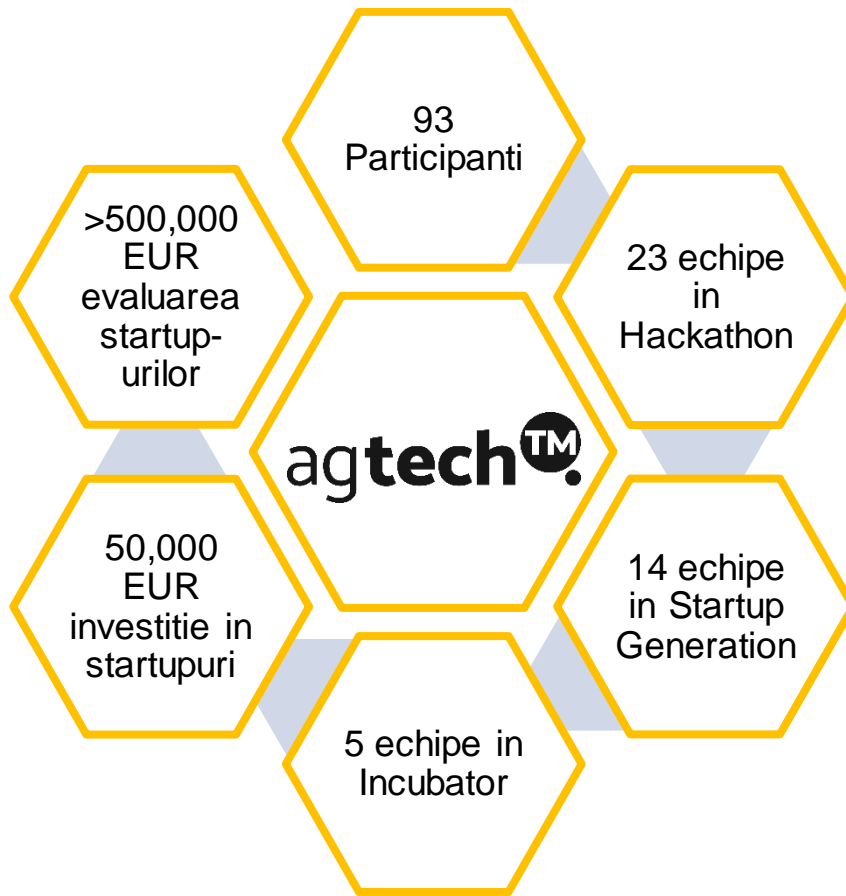 93
Participanti
23 echipe
in
Hackathon
14 echipe
in Startup
Generation
5 echipe in
Incubator
50,000
EUR
investitie in
startupuri
>500,000
EUR
evaluarea
startup-
urilor
agtech™